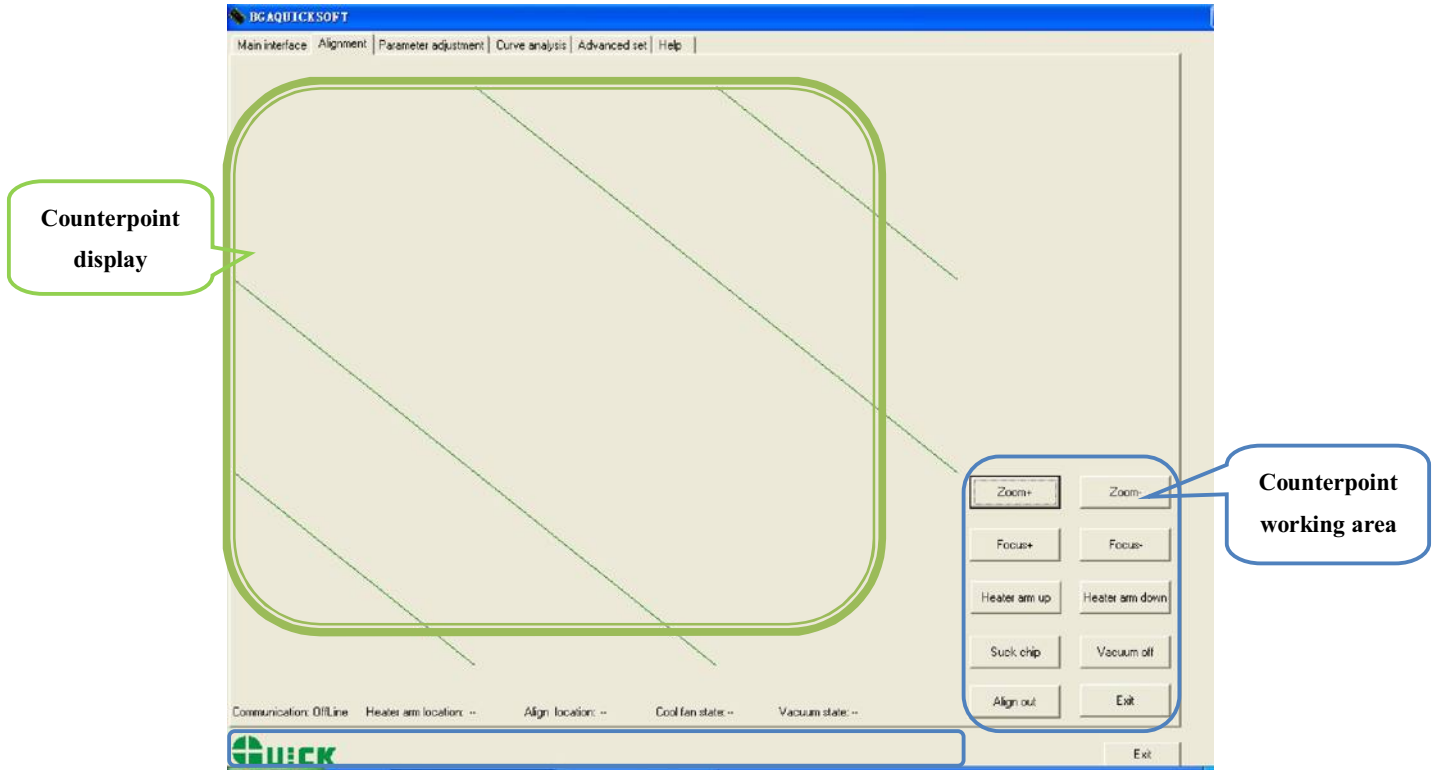 BGAQUICKSOFT
Main interface Alignment Parameter adjustment Curve analysis Advanced set Help
Counterpoint
display
Zoom+ Zoom-
Counterpoint
working area
Focus+ Focus-
Heater arm up Heater arm down
Suck chip Vacuum off
Align out Exit
Communication: OffLine Heater arm location: -- Align location: -- Cool fan state: -- Vacuum state: --
QUICK
Exit